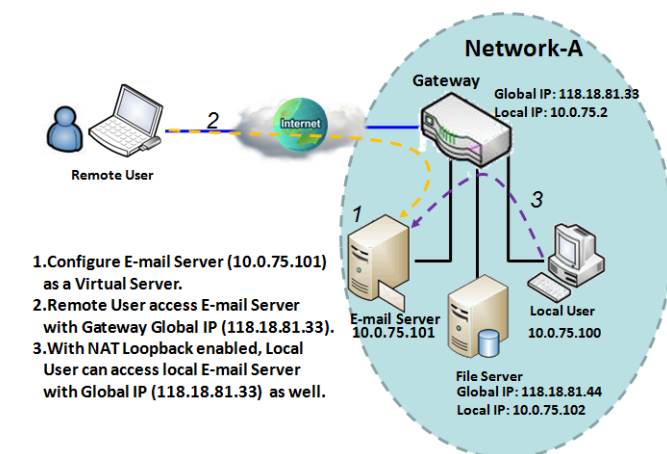 Network-A
Gateway
Global IP: 118.18.81.33
Local IP: 10.0.75.2
2
Internet
Remote User
3
1
1.Configure E-mail Server (10.0.75.101)
as a Virtual Server.
2.Remote User access E-mail Server
with Gateway Global IP (118.18.81.33).
3.With NAT Loopback enabled, Local
User can access local E-mail Server
with Global IP (118.18.81.33) as well.
E-mail Server
10.0.75.101
Local User
10.0.75.100
File Server
Global IP: 118.18.81.44
Local IP: 10.0.75.102